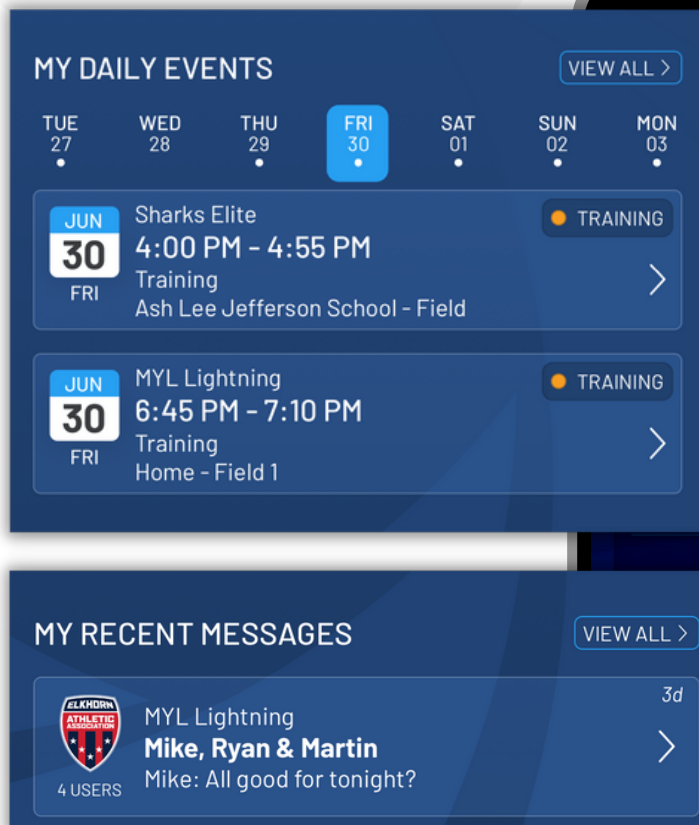 MY DAILY EVENTS
VIEW ALL >
TUE WED THU FRI SAT SUN MON
27 28 29 30 01 02 03
JUN
30
FRI
Sharks Elite
4:00 PM - 4:55 PM
Training
Ash Lee Jefferson School - Field
TRAINING
JUN
30
FRI
MYL Lightning
6:45 PM - 7:10 PM
Training
Home - Field 1
TRAINING
MY RECENT MESSAGES
VIEW ALL >
ELKHORN
ATHLETIC
ASSOCIATION
4 USERS
MYL Lightning
Mike, Ryan & Martin
Mike: All good for tonight?
3d